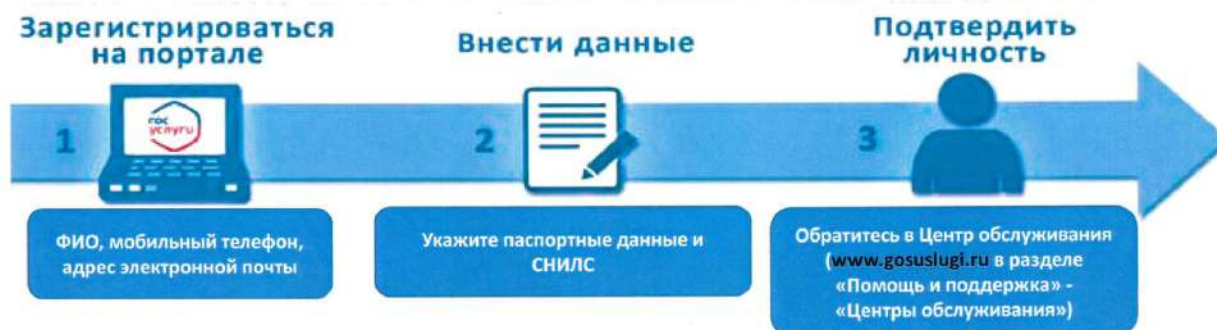 Зарегистрироваться
на портале
Внести данные
Подтвердить
личность
1
гос
услуги
2
3
ФИО, мобильный телефон,
адрес электронной почты
Укажите паспортные данные и
СНИЛС
Обратитесь в Центр обслуживания
(www.gosuslugi.ru в разделе
«Помощь и поддержка» -
«Центры обслуживания»)